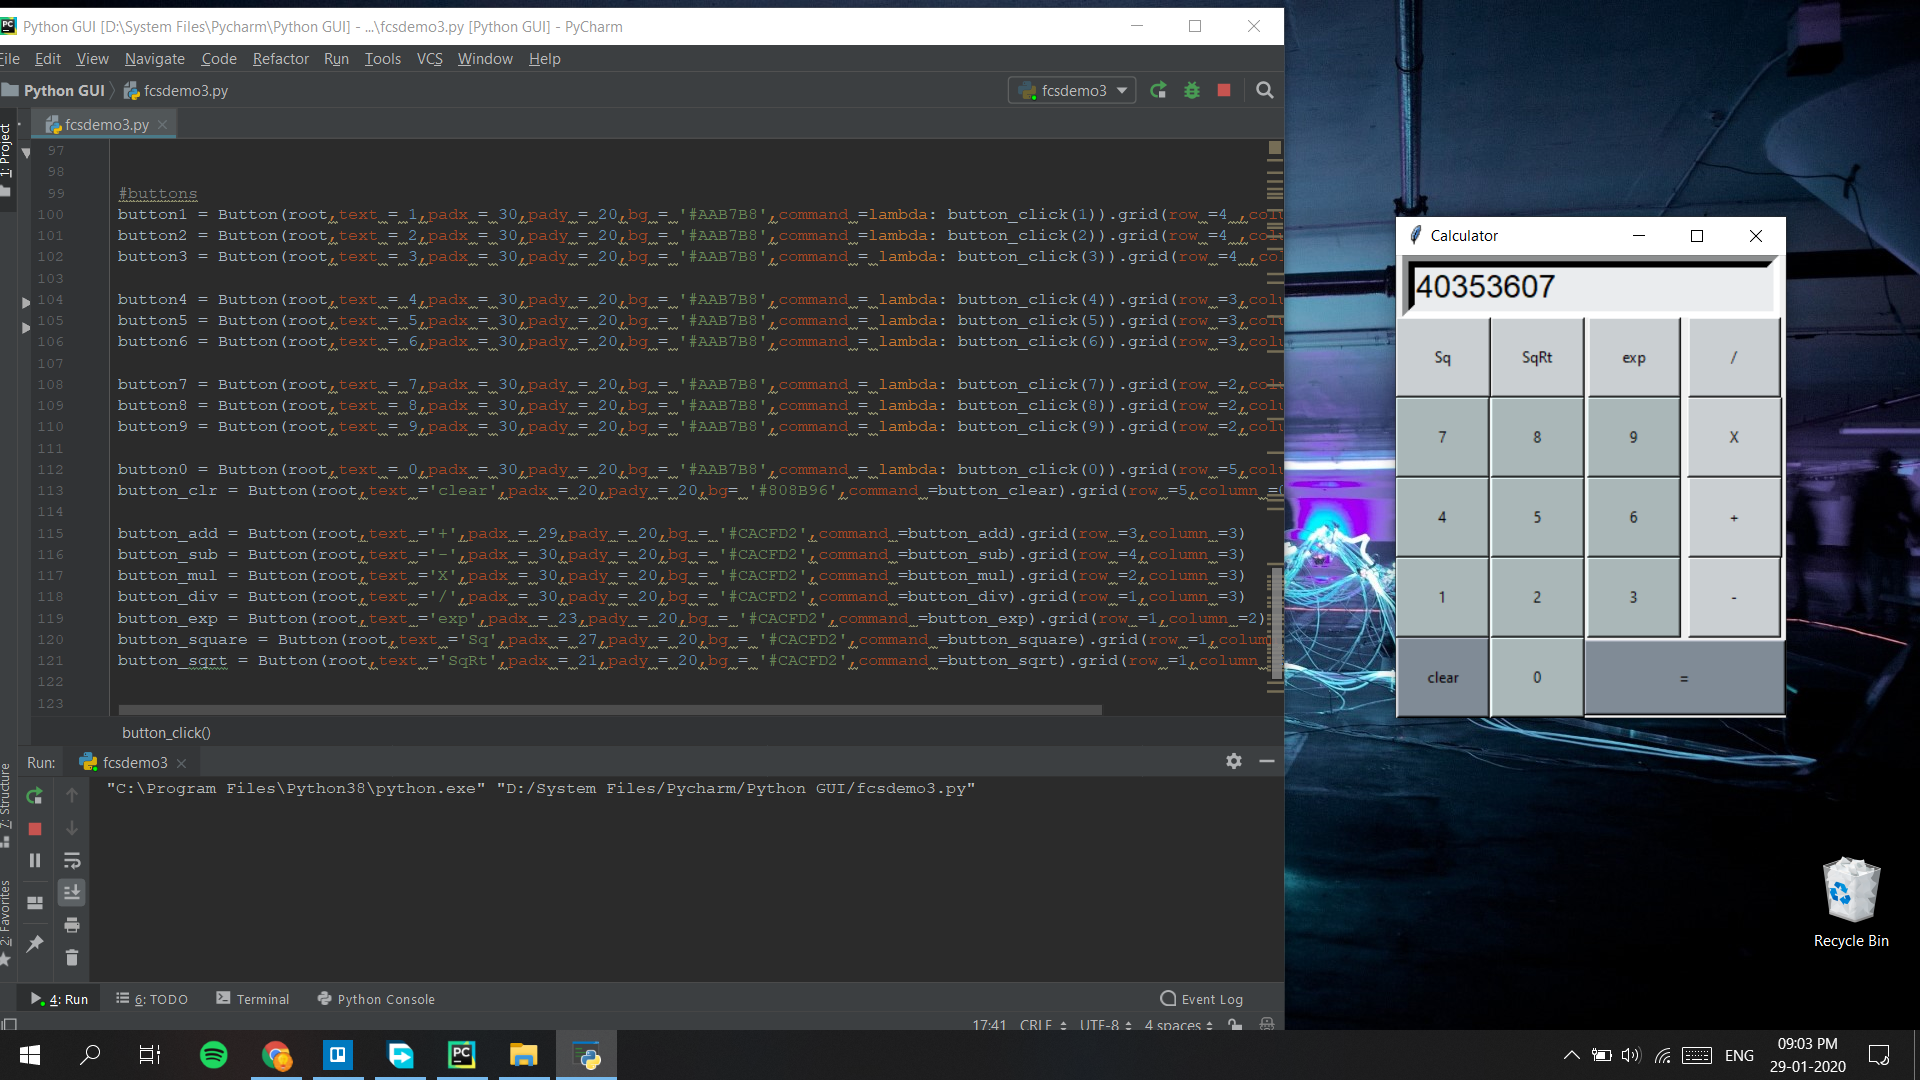 Python GUI [D:\System Files\Pycharm\Python GUI] - ...\fcsdemo3.py [Python GUI] - PyCharm
File Edit View Navigate Code Refactor Run Tools VCS Window Help
Python GUI fcsdemo3.py fcsdemo3
1: Project
fcsdemo3.py
97
98
99 #buttons
100 button1 = Button(root,text = 1,padx = 30,pady = 20,bg = '#AAB7B8',command =lambda: button_click(1)).grid(row =4 ,colu
101 button2 = Button(root,text = 2,padx = 30,pady = 20,bg = '#AAB7B8',command =lambda: button_click(2)).grid(row =4 ,colu
102 button3 = Button(root,text = 3,padx = 30,pady = 20,bg = '#AAB7B8',command = lambda: button_click(3)).grid(row =4 ,co
103
104 button4 = Button(root,text = 4,padx = 30,pady = 20,bg = '#AAB7B8',command = lambda: button_click(4)).grid(row =3,colu
105 button5 = Button(root,text = 5,padx = 30,pady = 20,bg = '#AAB7B8',command = lambda: button_click(5)).grid(row =3,colu
106 button6 = Button(root,text = 6,padx = 30,pady = 20,bg = '#AAB7B8',command = lambda: button_click(6)).grid(row =3,colu
107
108 button7 = Button(root,text = 7,padx = 30,pady = 20,bg = '#AAB7B8',command = lambda: button_click(7)).grid(row =2,colu
109 button8 = Button(root,text = 8,padx = 30,pady = 20,bg = '#AAB7B8',command = lambda: button_click(8)).grid(row =2,colu
110 button9 = Button(root,text = 9,padx = 30,pady = 20,bg = '#AAB7B8',command = lambda: button_click(9)).grid(row =2,colu
111
112 button0 = Button(root,text = 0,padx = 30,pady = 20,bg = '#AAB7B8',command = lambda: button_click(0)).grid(row =5,colu
113 button_clr = Button(root,text ='clear',padx = 20,pady = 20,bg= '#808B96',command =button_clear).grid(row =5,column =0
114
115 button_add = Button(root,text ='+',padx = 29,pady = 20,bg = '#CACFD2',command =button_add).grid(row =3,column =3)
116 button_sub = Button(root,text ='-',padx = 30,pady = 20,bg = '#CACFD2',command =button_sub).grid(row =4,column =3)
117 button_mul = Button(root,text ='X',padx = 30,pady = 20,bg = '#CACFD2',command =button_mul).grid(row =2,column =3)
118 button_div = Button(root,text ='/',padx = 30,pady = 20,bg = '#CACFD2',command =button_div).grid(row =1,column =3)
119 button_exp = Button(root,text ='exp',padx = 23,pady = 20,bg = '#CACFD2',command =button_exp).grid(row =1,column =2)
120 button_square = Button(root,text ='Sq',padx = 27,pady = 20,bg = '#CACFD2',command =button_square).grid(row =1,colum
121 button_sqrt = Button(root,text ='SqRt',padx = 21,pady = 20,bg = '#CACFD2',command =button_sqrt).grid(row =1,column
122
123
button_click()
Run: fcsdemo3
"C:\Program Files\Python38\python.exe" "D:/System Files/Pycharm/Python GUI/fcsdemo3.py"
7: Structure
2: Favorites
4: Run 6: TODO Terminal Python Console Event Log
17:41 CRLF UTF-8 4 spaces
Calculator
40353607
Sq SqRt exp /
7 8 9 X
4 5 6 +
1 2 3 -
clear 0 =
Recycle Bin
ENG
09:03 PM
29-01-2020